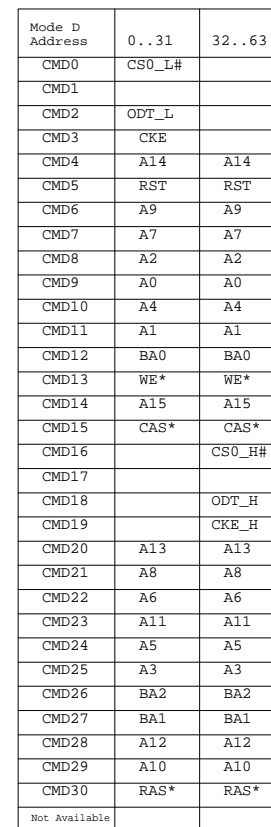 Mode D
Address 0..31 32..63
CMD0 CS0_L#
CMD1
CMD2 ODT_L
CMD3 CKE
CMD4 A14 A14
CMD5 RST RST
CMD6 A9 A9
CMD7 A7 A7
CMD8 A2 A2
CMD9 A0 A0
CMD10 A4 A4
CMD11 A1 A1
CMD12 BA0 BA0
CMD13 WE* WE*
CMD14 A15 A15
CMD15 CAS* CAS*
CMD16 CS0_H#
CMD17
CMD18 ODT_H
CMD19 CKE_H
CMD20 A13 A13
CMD21 A8 A8
CMD22 A6 A6
CMD23 A11 A11
CMD24 A5 A5
CMD25 A3 A3
CMD26 BA2 BA2
CMD27 BA1 BA1
CMD28 A12 A12
CMD29 A10 A10
CMD30 RAS* RAS*
Not Available